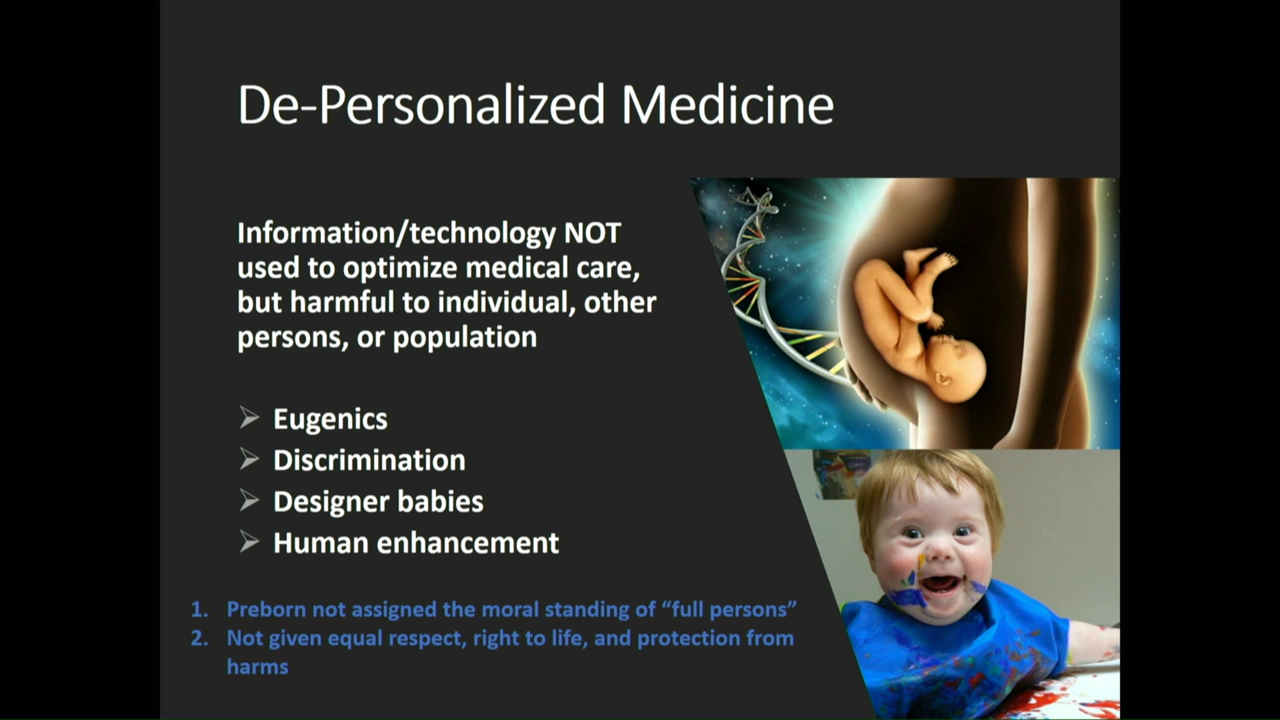 De-Personalized Medicine
Information/technology NOT
used to optimize medical care,
but harmful to individual, other
persons, or population
Eugenics
Discrimination
Designer babies
Human enhancement
1. Preborn not assigned the moral standing of “full persons”
2. Not given equal respect, right to life, and protection from
harms